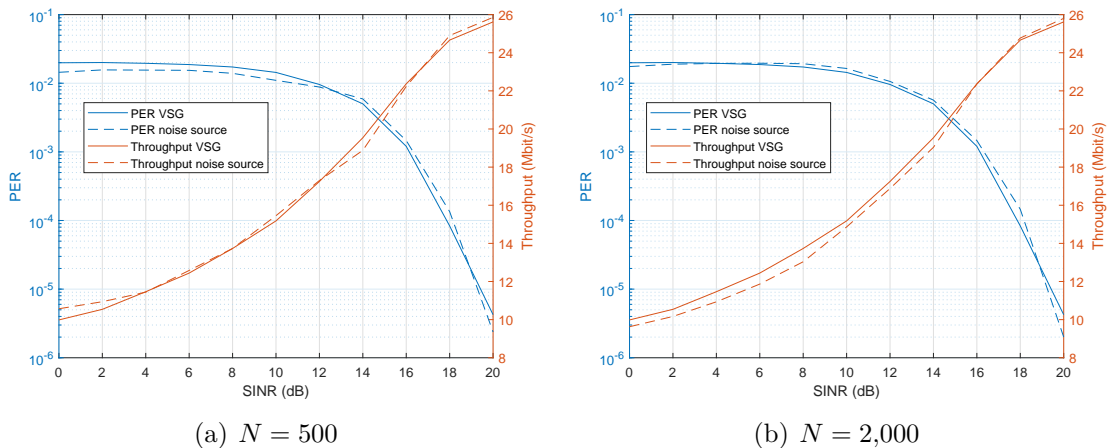 10^-1
10^-2
10^-3
10^-4
10^-5
10^-6
PER
26
24
22
20
18
16
14
12
10
8
Throughput (Mbit/s)
PER VSG
PER noise source
Throughput VSG
Throughput noise source
0 2 4 6 8 10 12 14 16 18 20
SINR (dB)
(a) N = 500
10^-1
10^-2
10^-3
10^-4
10^-5
10^-6
PER
26
24
22
20
18
16
14
12
10
8
Throughput (Mbit/s)
PER VSG
PER noise source
Throughput VSG
Throughput noise source
0 2 4 6 8 10 12 14 16 18 20
SINR (dB)
(b) N = 2,000